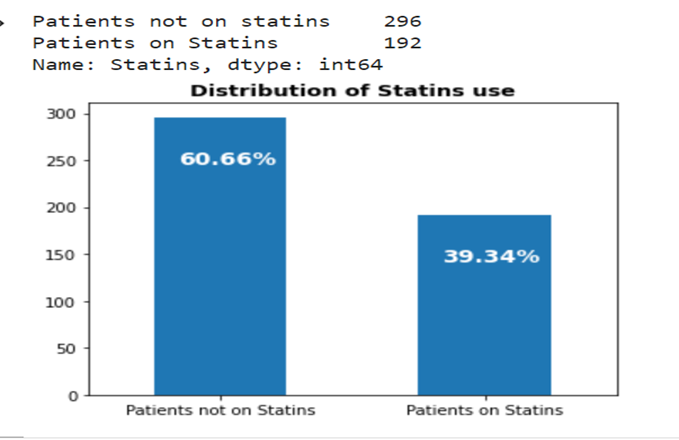 Patients not on statins 296
Patients on Statins 192
Name: Statins, dtype: int64
Distribution of Statins use
300
250
200
150
100
50
0
60.66%
39.34%
Patients not on Statins Patients on Statins